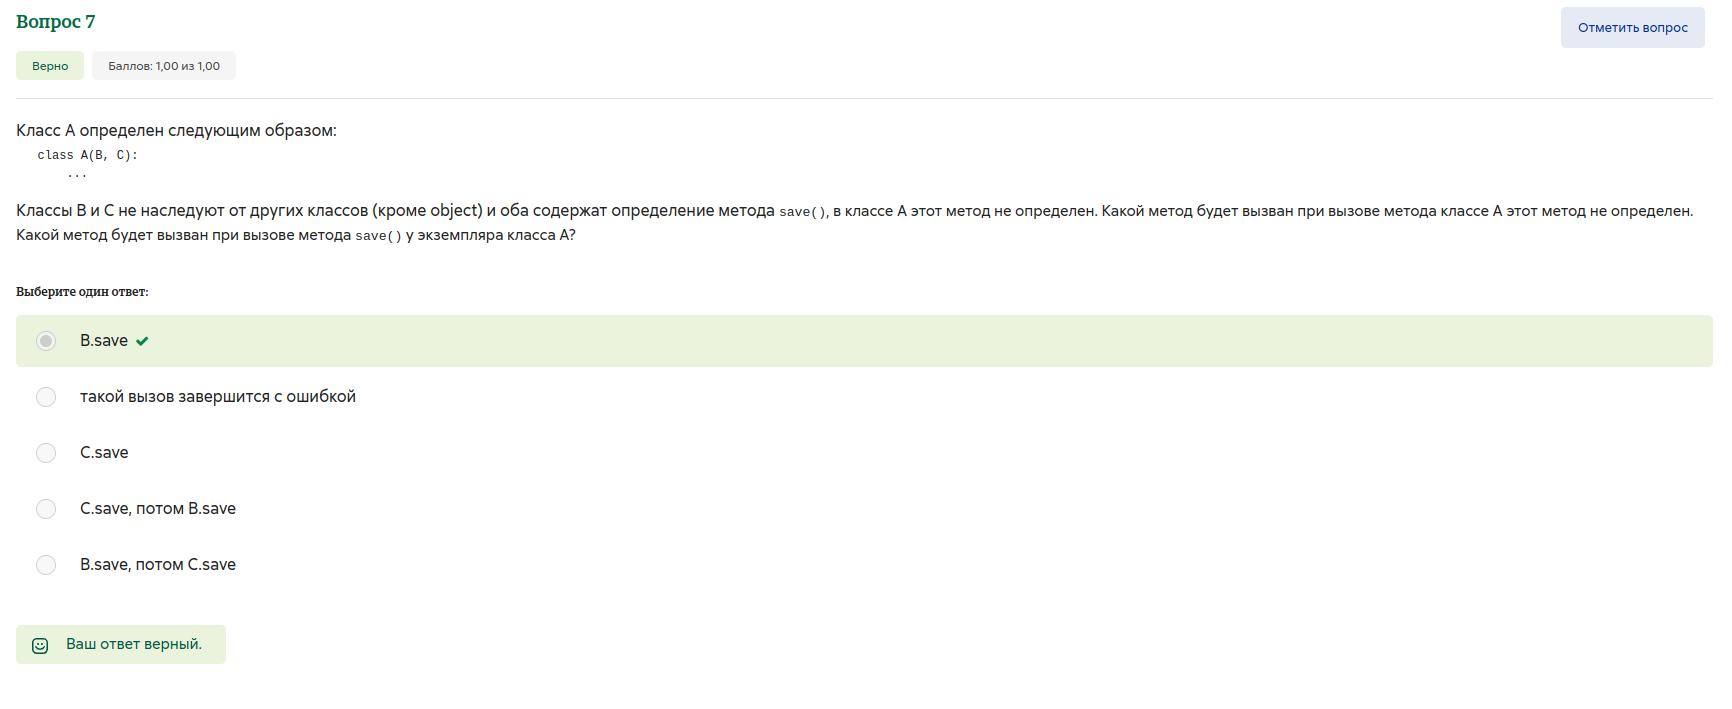 Вопрос 7
Отметить вопрос
Верно
Баллов: 1,00 из 1,00
Класс A определен следующим образом:
class A(B, C):
...
Классы B и C не наследуют от других классов (кроме object) и оба содержат определение метода save(), в классе A этот метод не определен. Какой метод будет вызван при вызове метода классе A этот метод не определен.
Какой метод будет вызван при вызове метода save() у экземпляра класса A?
Выберите один ответ:
B.save
такой вызов завершится с ошибкой
C.save
C.save, потом B.save
B.save, потом C.save
Ваш ответ верный.